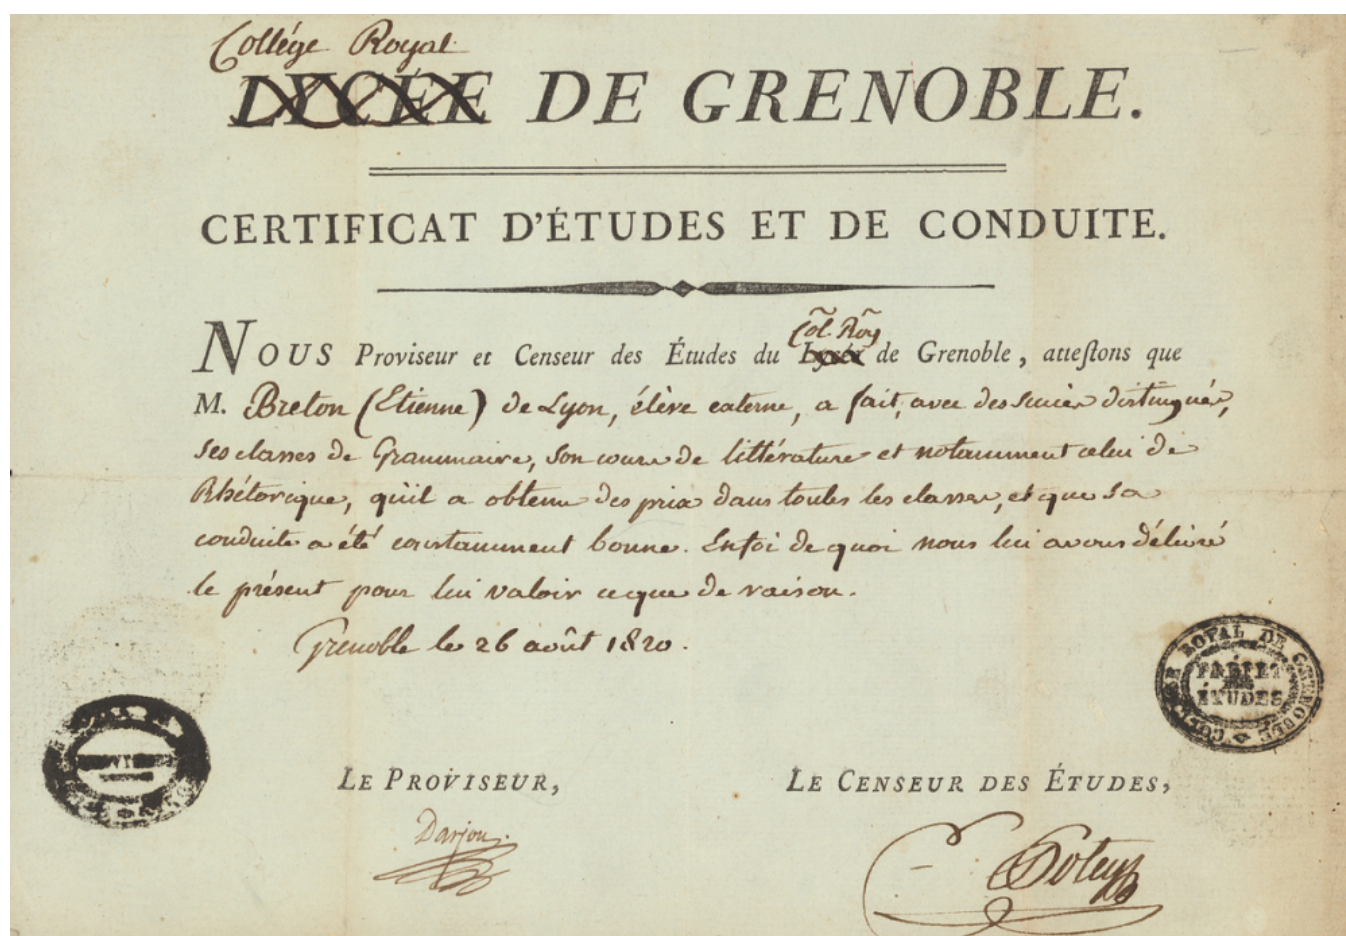 Collége Royal
LYCÉE DE GRENOBLE.
CERTIFICAT D'ÉTUDES ET DE CONDUITE.
Col. Roy
NOUS Proviseur et Censeur des Études du Lycée de Grenoble, attestons que
M. Breton (Etienne) de Lyon, élève externe, a fait, avec des succès distingués,
ses classes de Grammaire, son cours de littérature et notamment celui de
Rhétorique, qu'il a obtenu des prix dans toutes les classes, et que sa
conduite a été constamment bonne. En foi de quoi nous lui avons délivré
le présent pour lui valoir ce que de raison.
Grenoble le 26 août 1820.
ROYAL DE GRENOBLE
ÉTUDES
LE PROVISEUR,
LE CENSEUR DES ÉTUDES,
Darjou